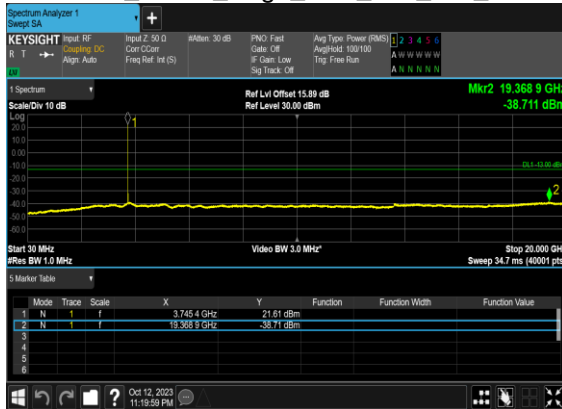 Spectrum Analyzer 1
Swept SA
+
KEYSIGHT Input: RF Input Z: 50 Ω #Atten: 30 dB PNO: Fast Avg Type: Power (RMS) 1 2 3 4 5 6
R T Coupling: DC Corr CCorr Gate: Off Avg|Hold: 100/100 A W W W W W
Align: Auto Freq Ref: Int (S) IF Gain: Low Trig: Free Run
Sig Track: Off A N N N N N
1 Spectrum Ref Lvl Offset 15.89 dB Mkr2 19.368 9 GHz
Scale/Div 10 dB Ref Level 30.00 dBm -38.711 dBm
Log
20.0
10.0
0.00
-10.0
-20.0
-30.0
-40.0
-50.0
-60.0
1
DL1 -13.00 dBm
2
Start 30 MHz Video BW 3.0 MHz* Stop 20.000 GH
#Res BW 1.0 MHz Sweep 34.7 ms (40001 pts
5 Marker Table
Mode Trace Scale X Y Function Function Width Function Value
1 N 1 f 3.745 4 GHz 21.61 dBm
2 N 1 f 19.368 9 GHz -38.71 dBm
3
4
5
6
? Oct 12, 2023
11:19:59 PM